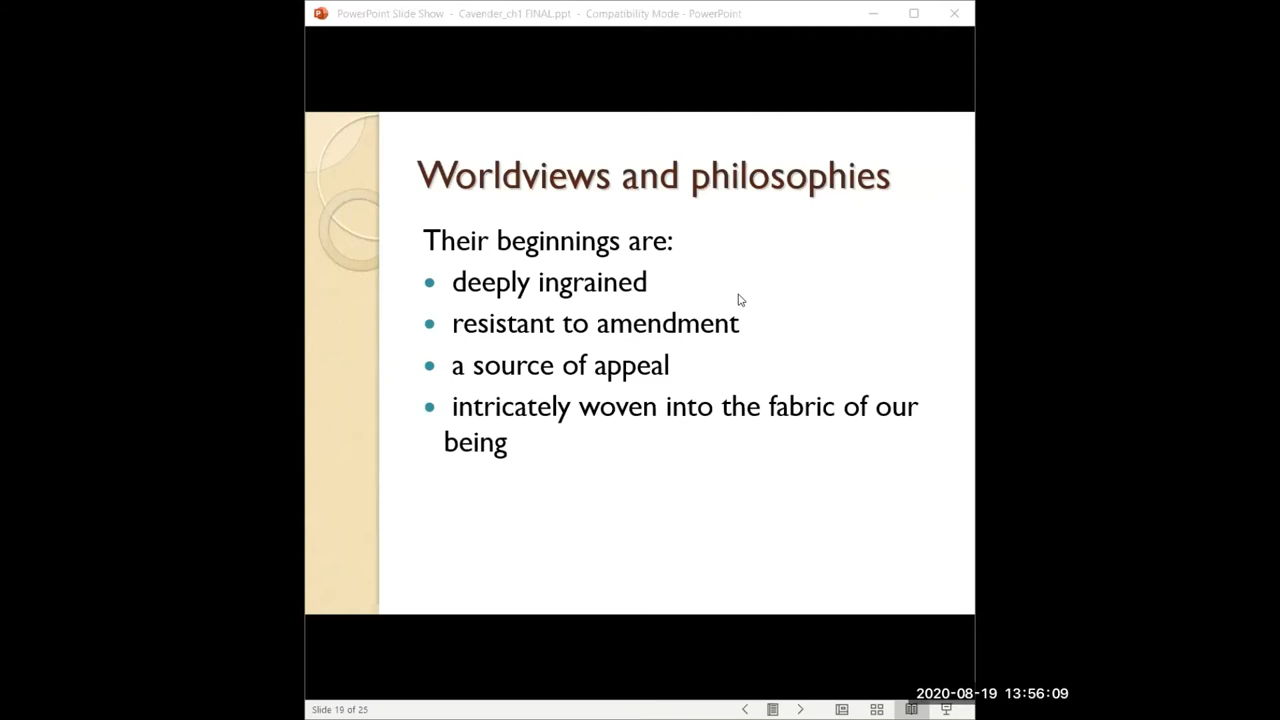 PowerPoint Slide Show - Cavender_ch1 FINAL.ppt - Compatibility Mode - PowerPoint
Worldviews and philosophies
Their beginnings are:
• deeply ingrained
• resistant to amendment
• a source of appeal
• intricately woven into the fabric of our
being
2020-08-19 13:56:09
Slide 19 of 25